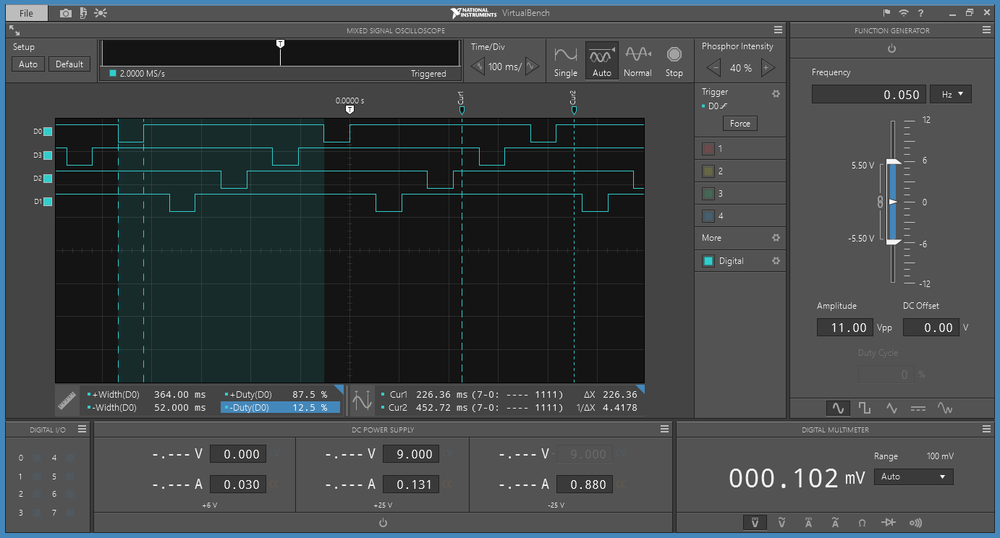 File
NATIONAL INSTRUMENTS VirtualBench
?
MIXED SIGNAL OSCILLOSCOPE
Setup
Auto Default
T
2.0000 MS/s Triggered
Time/Div
100 ms/
Single Auto Normal Stop
Phosphor Intensity
40 %
0.0000 s
T
Cur1
Cur2
D0
D3
D2
D1
Trigger
D0
Force
1
2
3
4
More
Digital
+Width(D0) 364.00 ms +Duty(D0) 87.5 %
-Width(D0) 52.000 ms -Duty(D0) 12.5 %
Cur1 226.36 ms (7-0: ---- 1111) ΔX 226.36
Cur2 452.72 ms (7-0: ---- 1111) 1/ΔX 4.4178
FUNCTION GENERATOR
Frequency
0.050 Hz
12
6
0
-6
-12
5.50 V
-5.50 V
Amplitude DC Offset
11.00 Vpp 0.00 V
Duty Cycle
0 %
DIGITAL I/O
0 4
1 5
2 6
3 7
DC POWER SUPPLY
-.--- V 0.000
-.--- A 0.030
+6 V
-.--- V 9.000
-.--- A 0.131
+25 V
-.--- V - 9.000
-.--- A 0.880
-25 V
DIGITAL MULTIMETER
000.102 mV
Range 100 mV
Auto
V V A A Ω